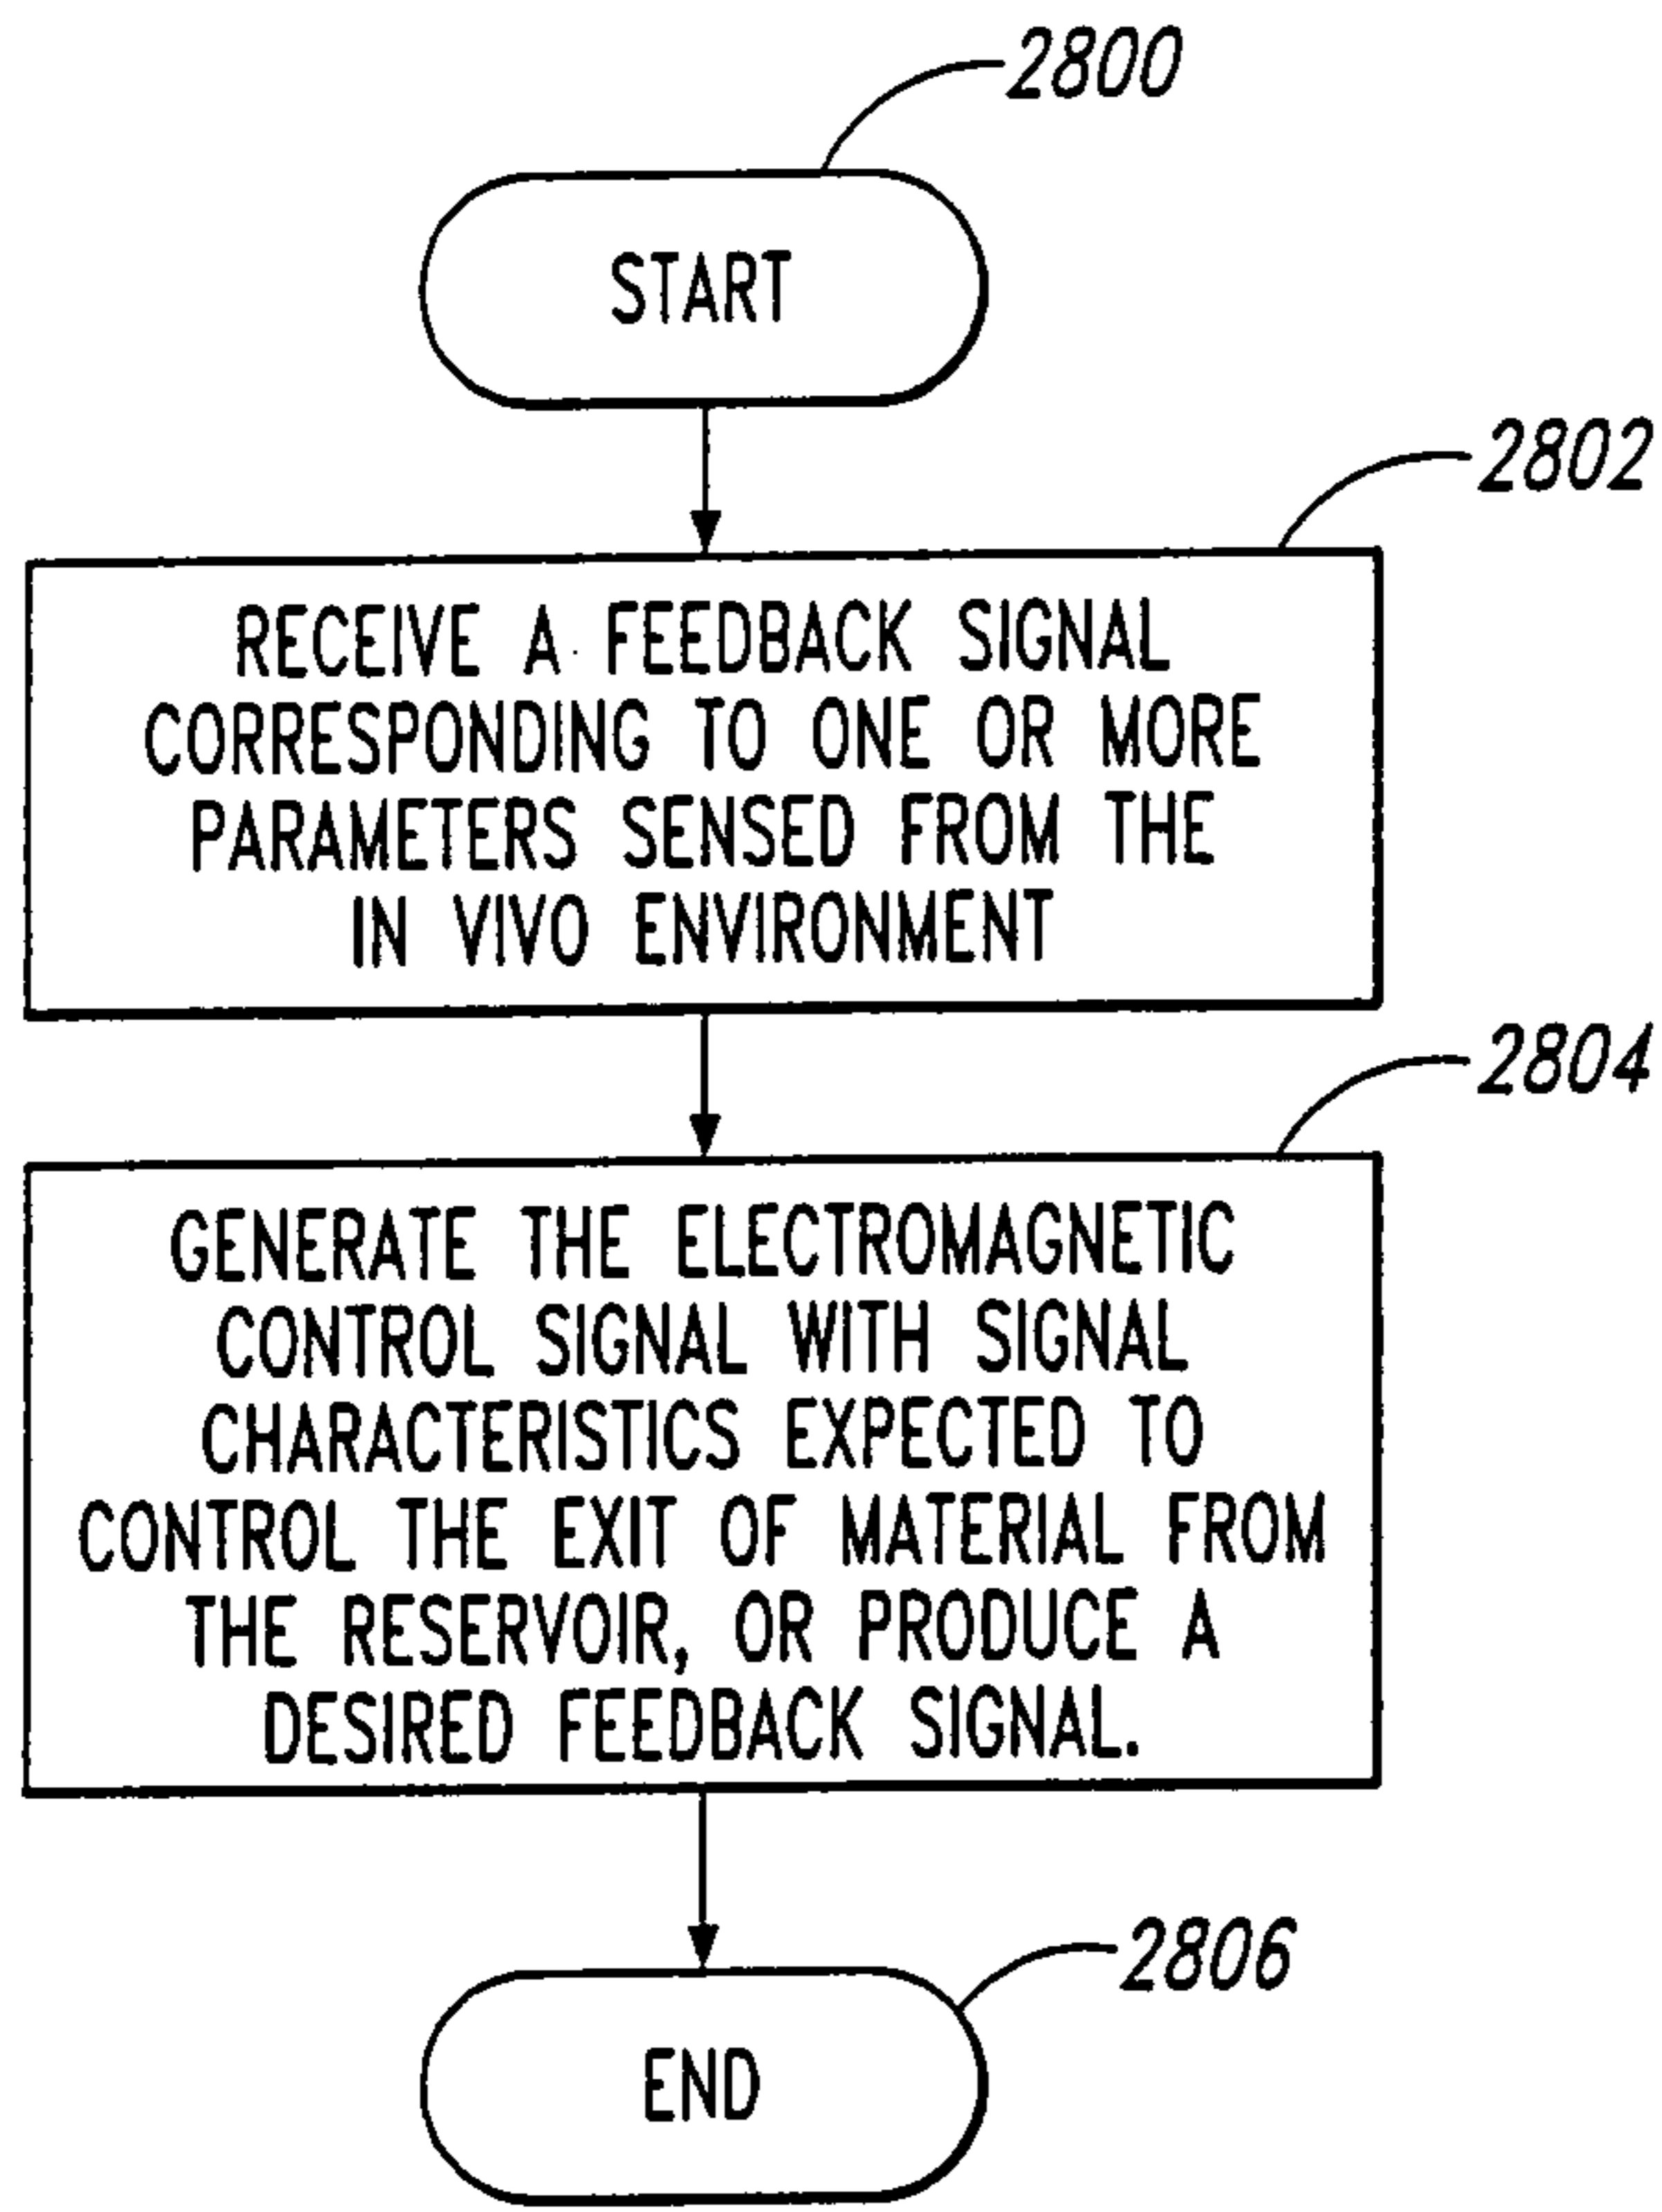 2800
START
2802
RECEIVE A FEEDBACK SIGNAL
CORRESPONDING TO ONE OR MORE
PARAMETERS SENSED FROM THE
IN VIVO ENVIRONMENT
2804
GENERATE THE ELECTROMAGNETIC
CONTROL SIGNAL WITH SIGNAL
CHARACTERISTICS EXPECTED TO
CONTROL THE EXIT OF MATERIAL FROM
THE RESERVOIR, OR PRODUCE A
DESIRED FEEDBACK SIGNAL.
2806
END